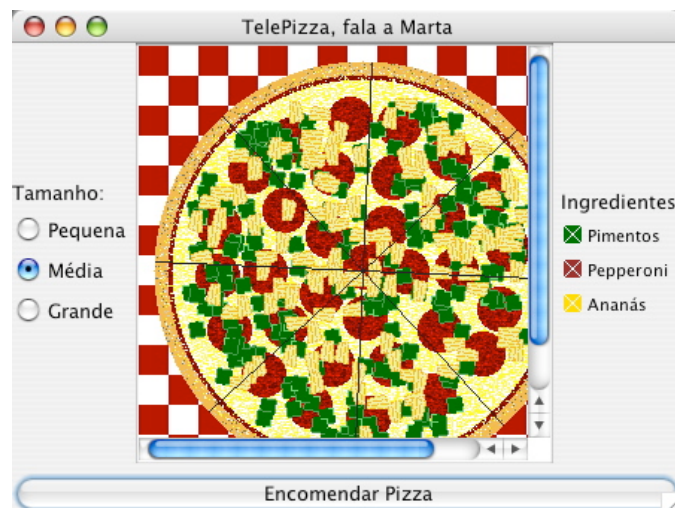 TelePizza, fala a Marta
Tamanho:
Pequena
Média
Grande
Ingredientes
Pimentos
Pepperoni
Ananás
Encomendar Pizza